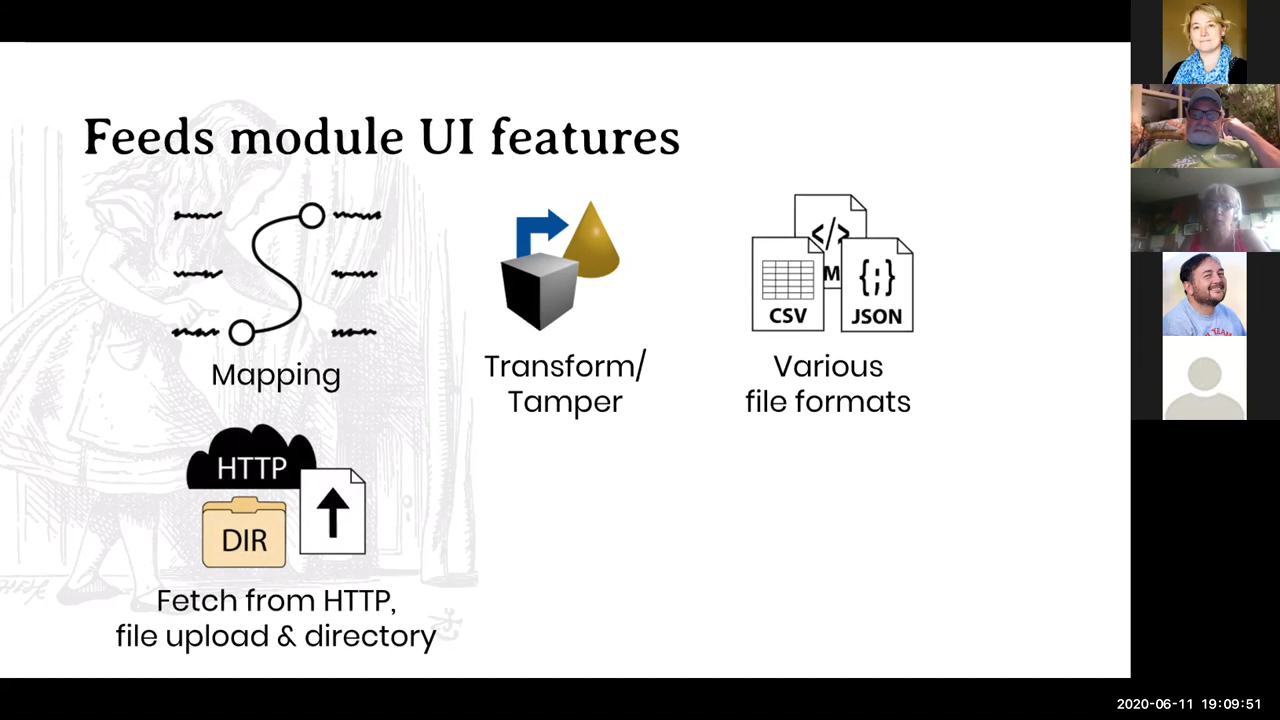 Feeds module UI features
Mapping
Transform/
Tamper
</>
M
CSV
{;}
JSON
Various
file formats
HTTP
DIR
Fetch from HTTP,
file upload & directory
2020-06-11 19:09:51